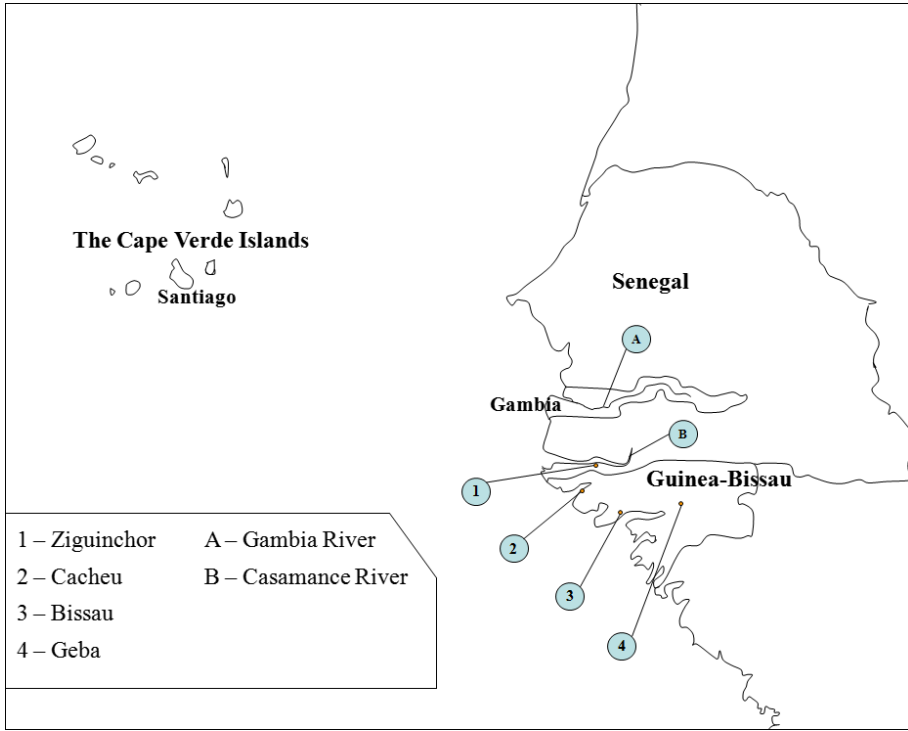 The Cape Verde Islands
Santiago
Senegal
A
Gambia
B
Guinea-Bissau
1
2
3
4
1 – Ziguinchor
2 – Cacheu
3 – Bissau
4 – Geba
A – Gambia River
B – Casamance River